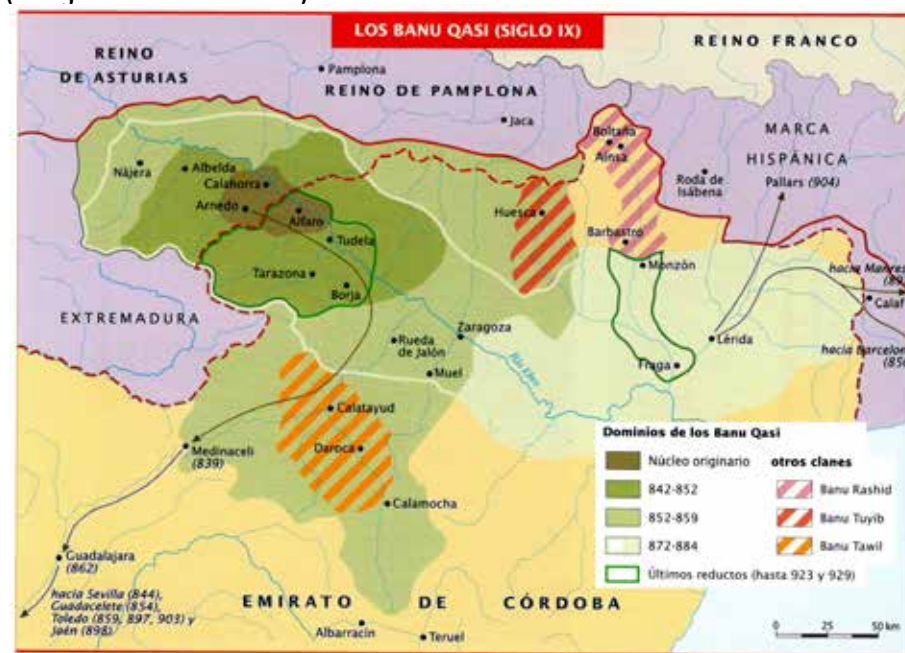 LOS BANU QASI (SIGLO IX)
REINO
DE ASTURIAS
REINO FRANCO
Pamplona
REINO DE PAMPLONA
Jaca
MARCA
HISPÁNICA
Pallars (904)
Boltaña
Aínsa
Roda de
Isábena
Nájera
Albelda
Calahorra
Arnedo
Alfaro
Huesca
Tudela
Barbastro
Monzón
Tarazona
Borja
hacia
Calaf
EXTREMADURA
Rueda
de Jalón
Zaragoza
Muel
Río Ebro
Lérida
Fraga
hacia
Calatayud
Daroca
Calamocha
Medinaceli
(839)
Guadalajara
(862)
hacia Sevilla (844),
Guadacelete (854),
Toledo (859, 897, 903) y
Jaén (898)
EMIRATO DE CÓRDOBA
Albarracín
Teruel
Dominios de los Banu Qasi
Núcleo originario
842-852
852-859
872-884
Últimos reductos (hasta 923 y 929)
otros clanes
Banu Rashid
Banu Tuyib
Banu Tawil
0 25 50 km